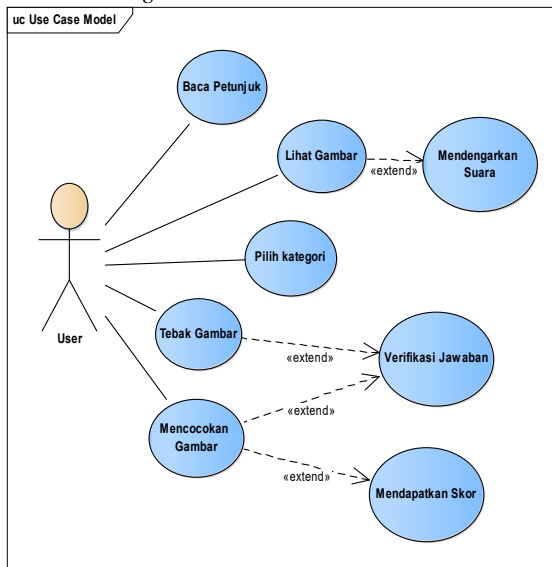 uc Use Case Model
Baca Petunjuk
Lihat Gambar
«extend»
Mendengarkan
Suara
Pilih kategori
User
Tebak Gambar
«extend»
Verifikasi Jawaban
«extend»
Mencocokan
Gambar
«extend»
Mendapatkan Skor